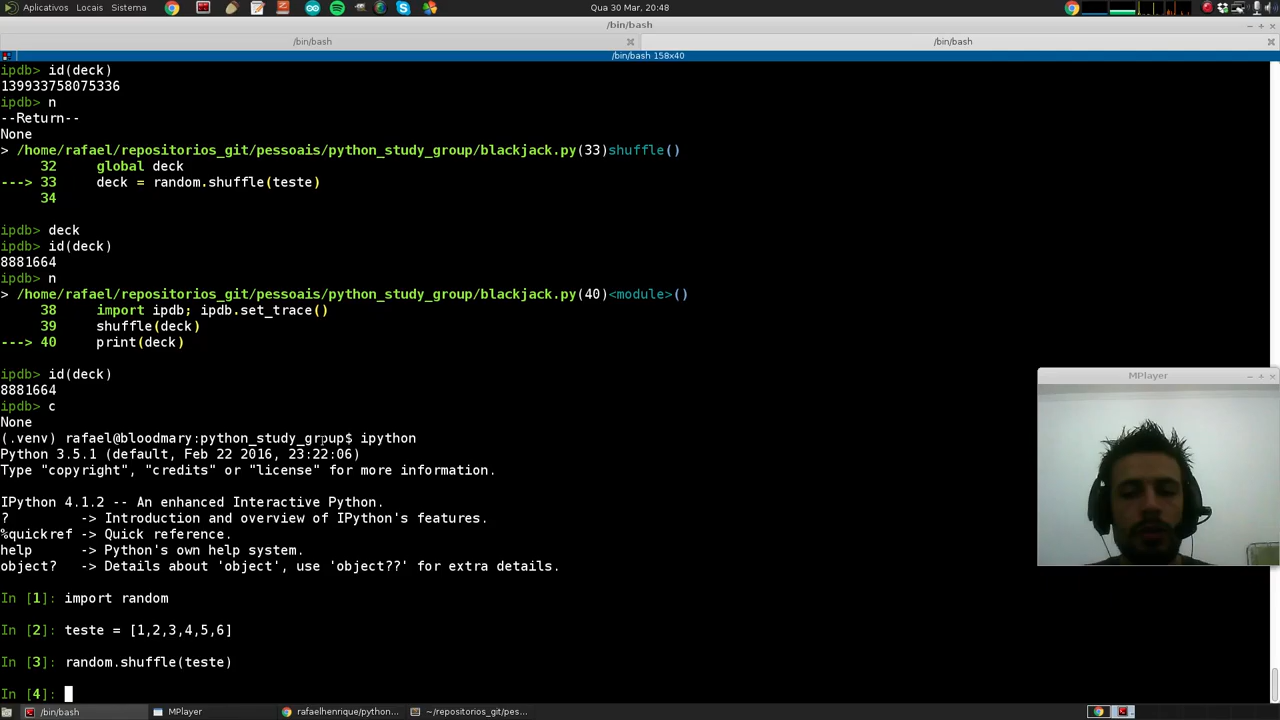 Aplicativos Locais Sistema
Qua 30 Mar, 20:48
/bin/bash
/bin/bash
/bin/bash
/bin/bash 158x40
ipdb> id(deck)
139933758075336
ipdb> n
--Return--
None
> /home/rafael/repositorios_git/pessoais/python_study_group/blackjack.py(33)shuffle()
32 global deck
---> 33 deck = random.shuffle(teste)
34
ipdb> deck
ipdb> id(deck)
8881664
ipdb> n
> /home/rafael/repositorios_git/pessoais/python_study_group/blackjack.py(40)<module>()
38 import ipdb; ipdb.set_trace()
39 shuffle(deck)
---> 40 print(deck)
ipdb> id(deck)
8881664
ipdb> c
None
(.venv) rafael@bloodmary:python_study_group$ ipython
Python 3.5.1 (default, Feb 22 2016, 23:22:06)
Type "copyright", "credits" or "license" for more information.
IPython 4.1.2 -- An enhanced Interactive Python.
? -> Introduction and overview of IPython's features.
%quickref -> Quick reference.
help -> Python's own help system.
object? -> Details about 'object', use 'object??' for extra details.
In [1]: import random
In [2]: teste = [1,2,3,4,5,6]
In [3]: random.shuffle(teste)
In [4]:
MPlayer
/bin/bash
MPlayer
rafaelhenrique/python...
~/repositorios_git/pes...